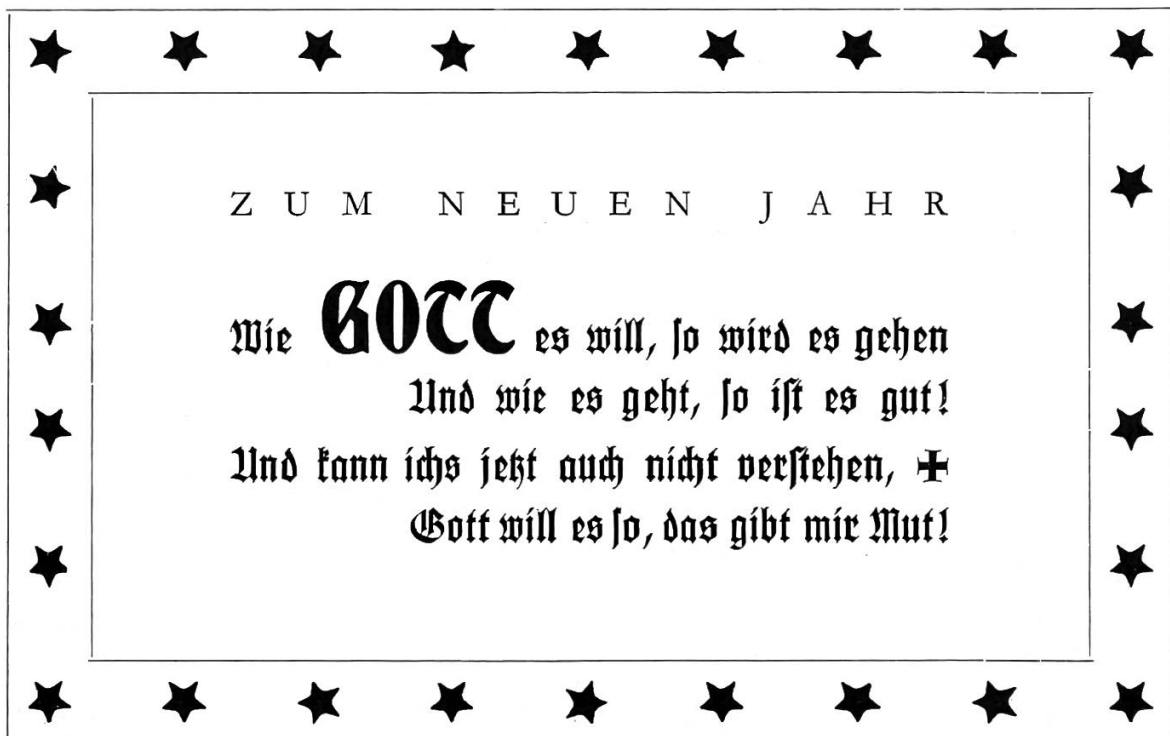 ZUM NEUEN JAHR
Wie GOTT es will, so wird es gehen
Und wie es geht, so ist es gut!
Und kann ichs jetzt auch nicht verstehen, ✠
Gott will es so, das gibt mir Mut!